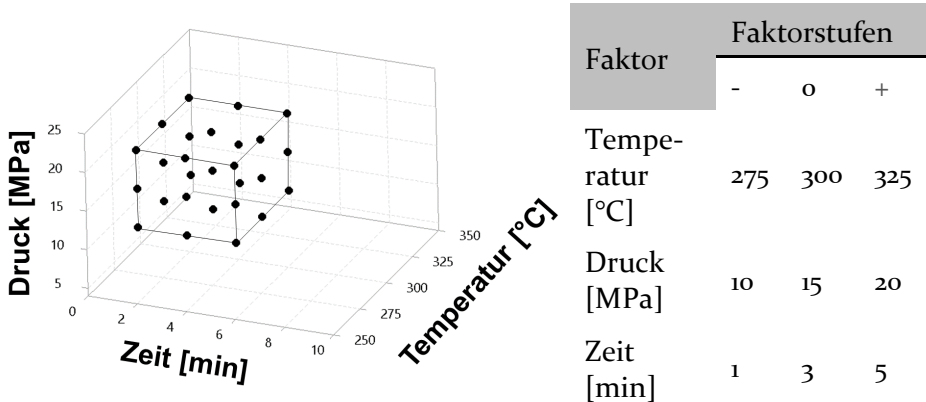 25
20
15
10
5
Druck [MPa]
0
2
4
6
8
10
Zeit [min]
250
275
300
325
350
Temperatur [°C]
Faktor
Faktorstufen
- 0 +
Tempe-
ratur
[°C]
275 300 325
Druck
[MPa]
10 15 20
Zeit
[min]
1 3 5